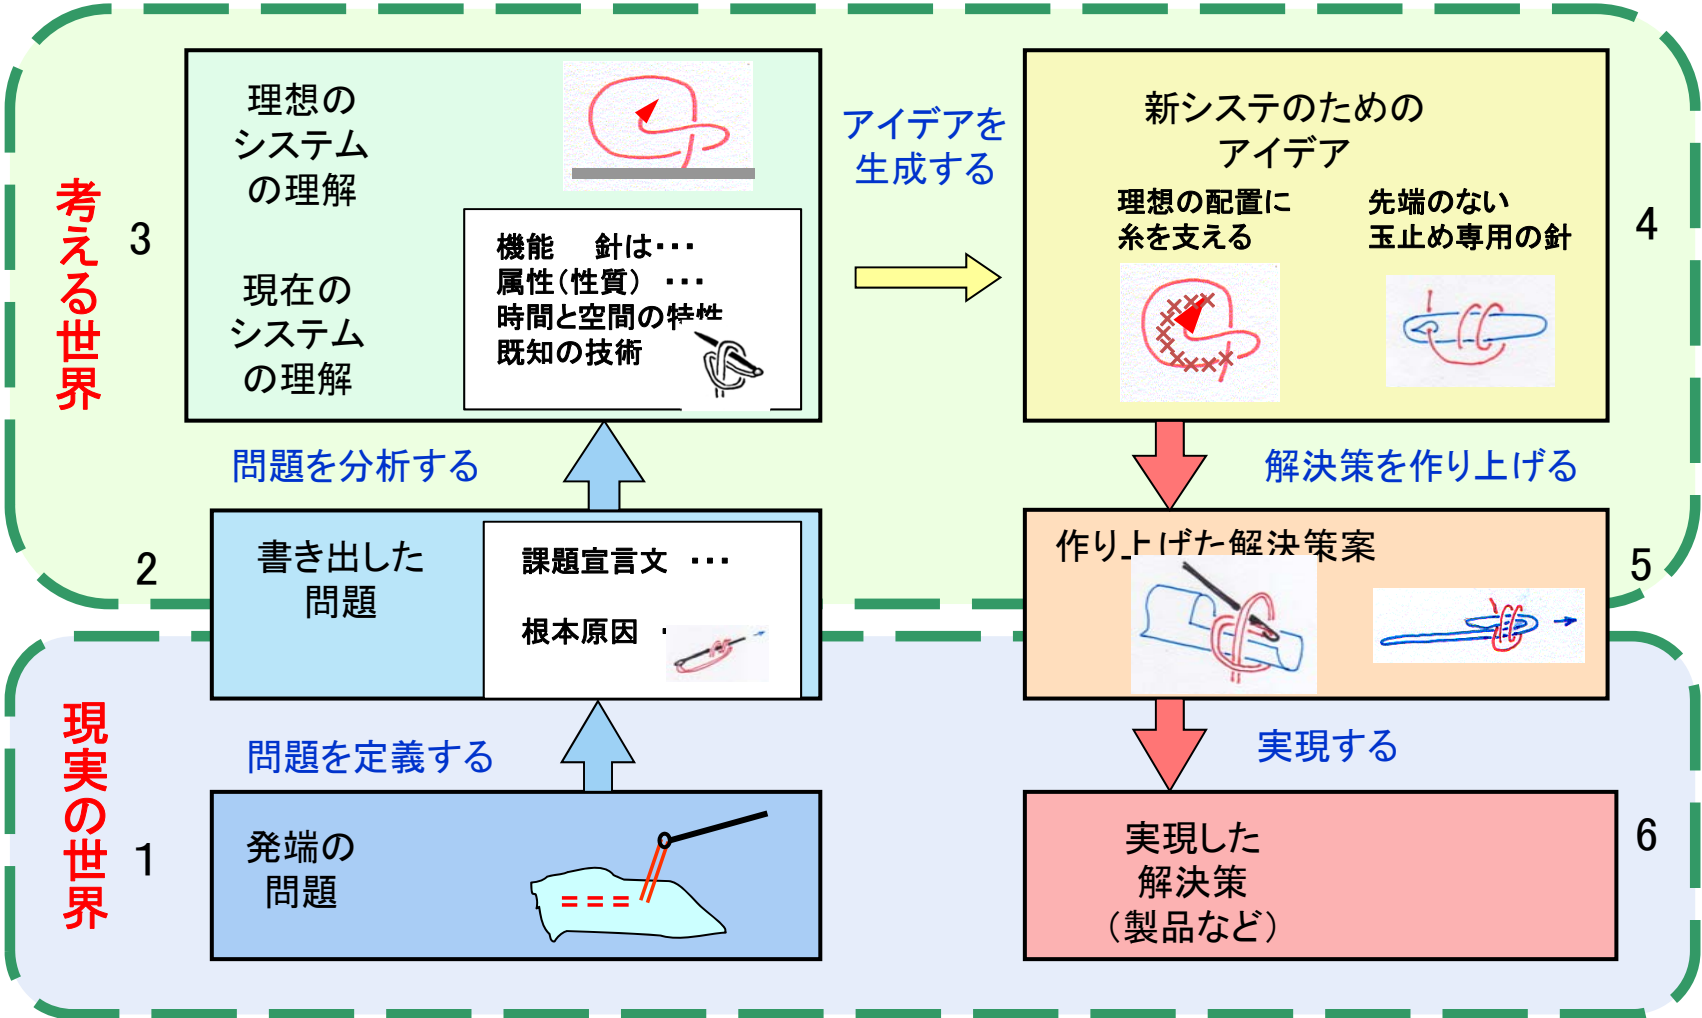 考える世界
3
理想の
システム
の理解
現在の
システム
の理解
機能　針は・・・
属性(性質)　・・・
時間と空間の特性
既知の技術
アイデアを
生成する
新システのための
アイデア
理想の配置に
糸を支える
先端のない
玉止め専用の針
4
問題を分析する
解決策を作り上げる
2
書き出した
問題
課題宣言文　・・・
根本原因
作り上げた解決策案
5
現実の世界
問題を定義する
実現する
1
発端の
問題
実現した
解決策
(製品など)
6